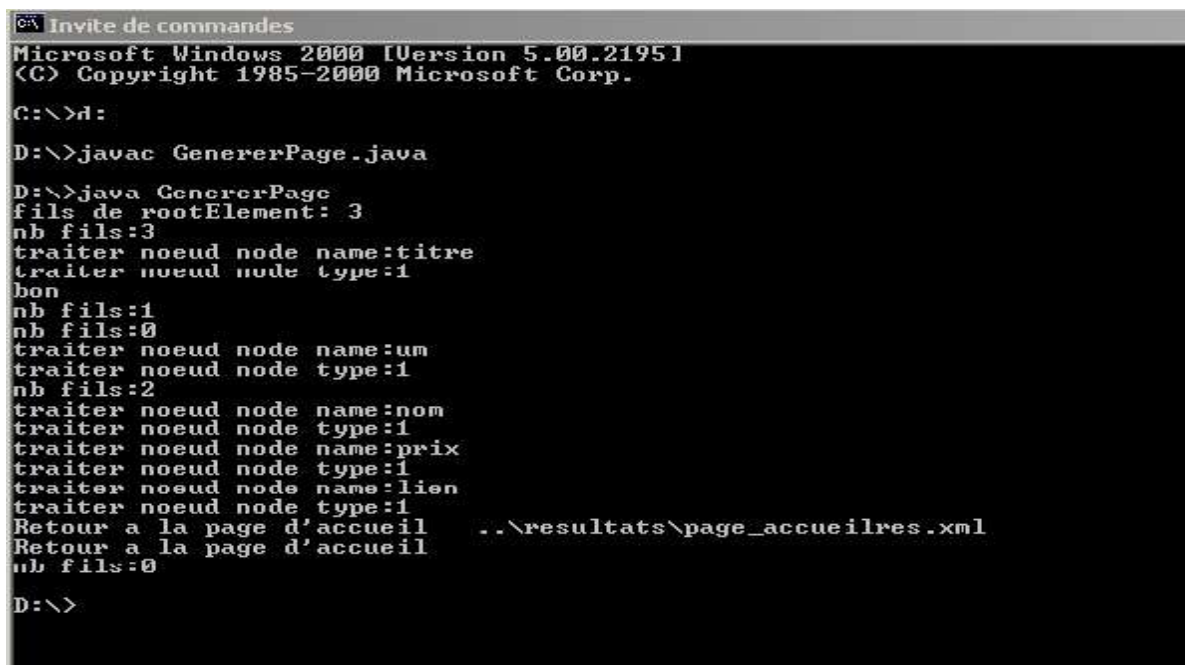 Invite de commandes
Microsoft Windows 2000 [Version 5.00.2195]
(C) Copyright 1985-2000 Microsoft Corp.
C:\>d:
D:\>javac GenererPage.java
D:\>java GenererPage
fils de rootElement: 3
nb fils:3
traiter noeud node name:titre
traiter noeud node type:1
bon
nb fils:1
nb fils:0
traiter noeud node name:um
traiter noeud node type:1
nb fils:2
traiter noeud node name:nom
traiter noeud node type:1
traiter noeud node name:prix
traiter noeud node type:1
traiter noeud node name:lien
traiter noeud node type:1
Retour a la page d'accueil   ..\resultats\page_accueilres.xml
Retour a la page d'accueil
nb fils:0
D:\>